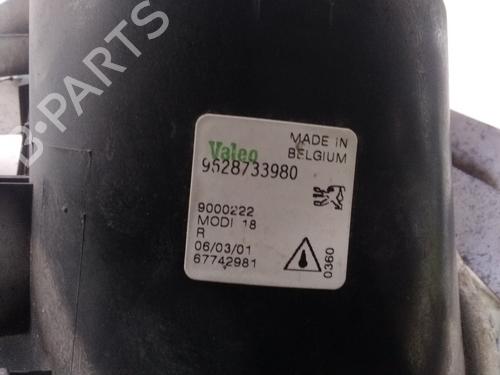 B-PARTS
Valeo
MADE IN
BELGIUM
9628733980
9000222
MODI 18
R
06/03/01
67742981
0360